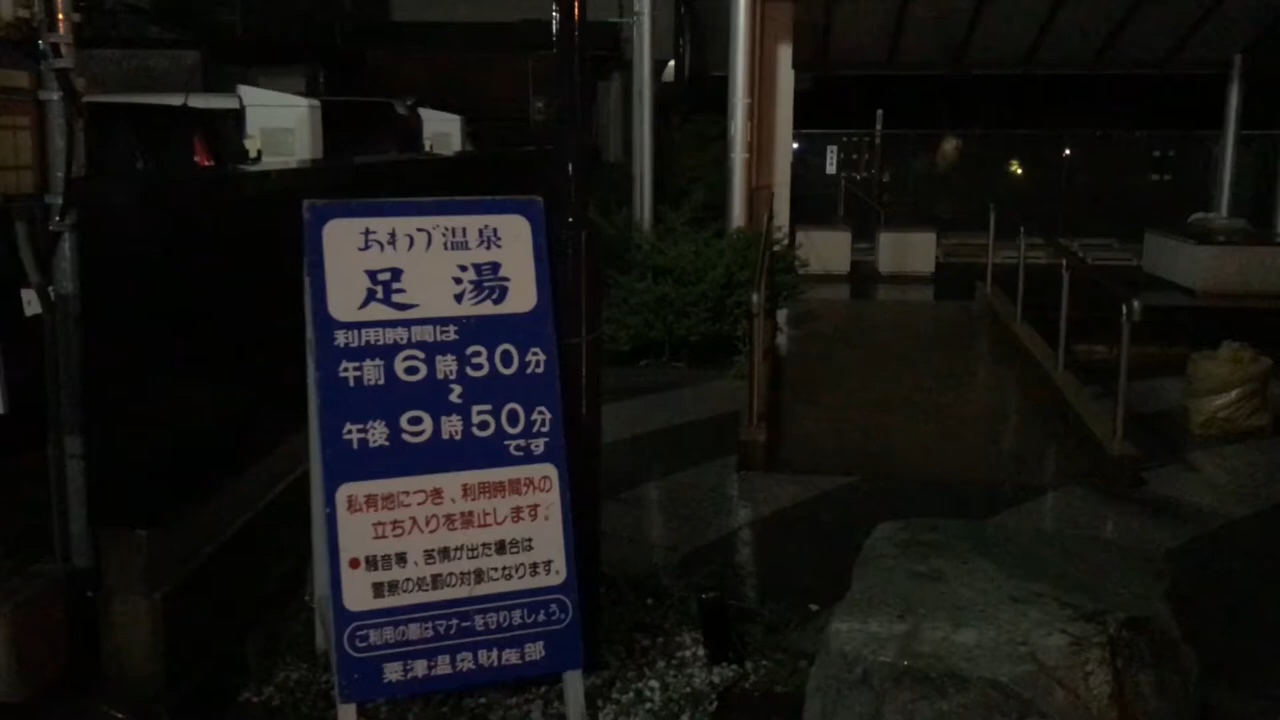 あわづ温泉
足湯
利用時間は
午前6時30分
〜
午後9時50分
です
私有地につき、利用時間外の
立ち入りを禁止します。
●騒音等、苦情が出た場合は
警察の処罰の対象になります。
ご利用の際はマナーを守りましょう。
粟津温泉財産部